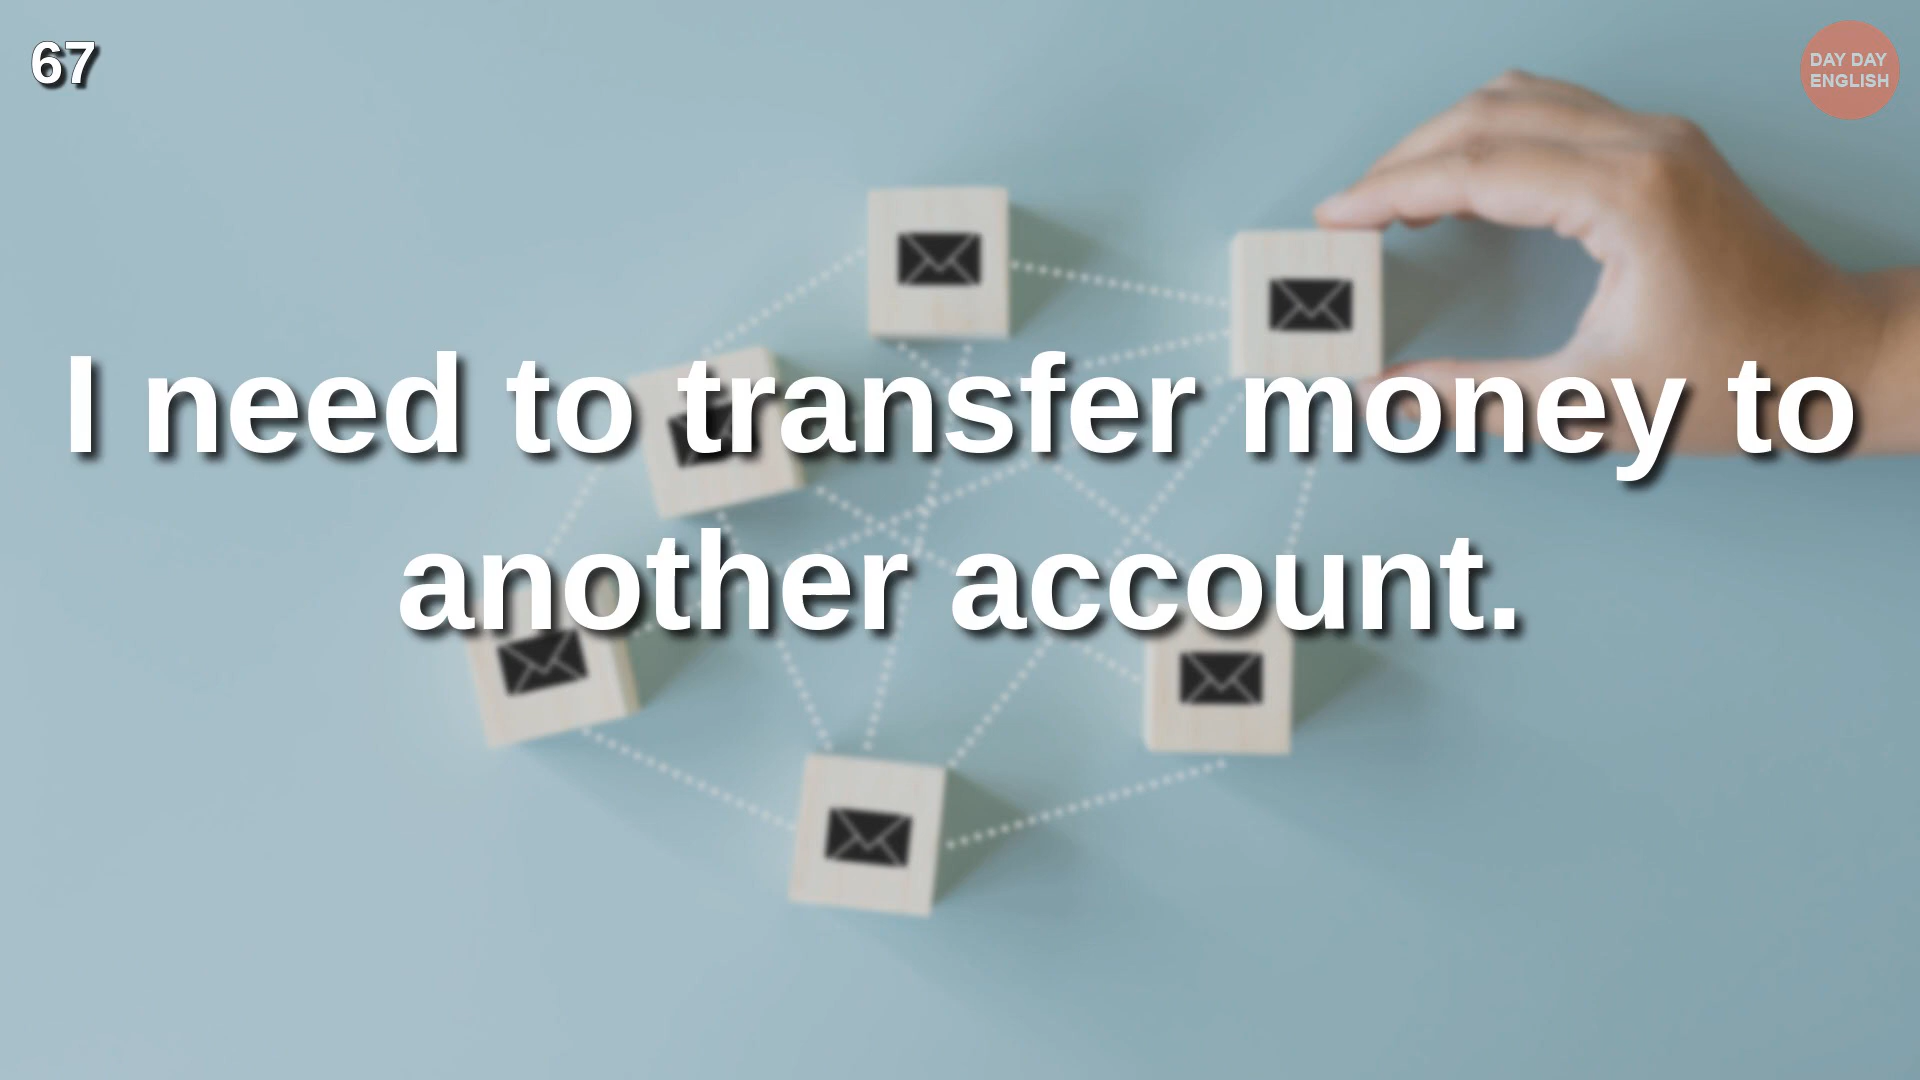 67
DAY DAY
ENGLISH
I need to transfer money to
another account.